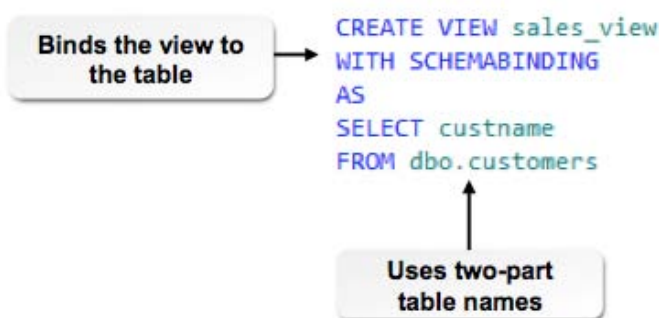 Binds the view to
the table
CREATE VIEW sales_view
WITH SCHEMABINDING
AS
SELECT custname
FROM dbo.customers
Uses two-part
table names